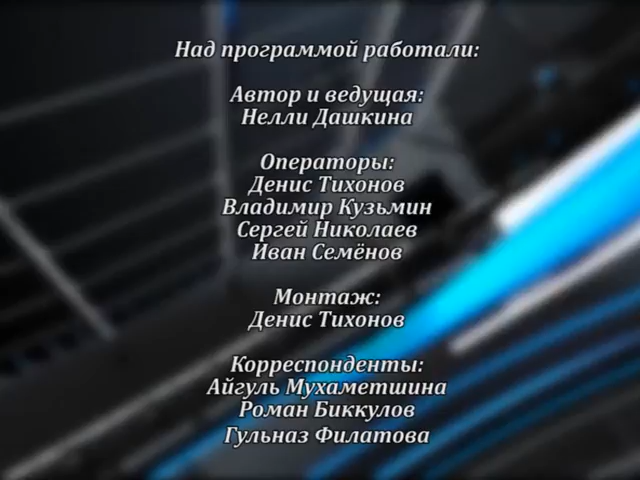 Над программой работали:
Автор и ведущая:
Нелли Дашкина
Операторы:
Денис Тихонов
Владимир Кузьмин
Сергей Николаев
Иван Семёнов
Монтаж:
Денис Тихонов
Корреспонденты:
Айгуль Мухаметшина
Роман Биккулов
Гульназ Филатова